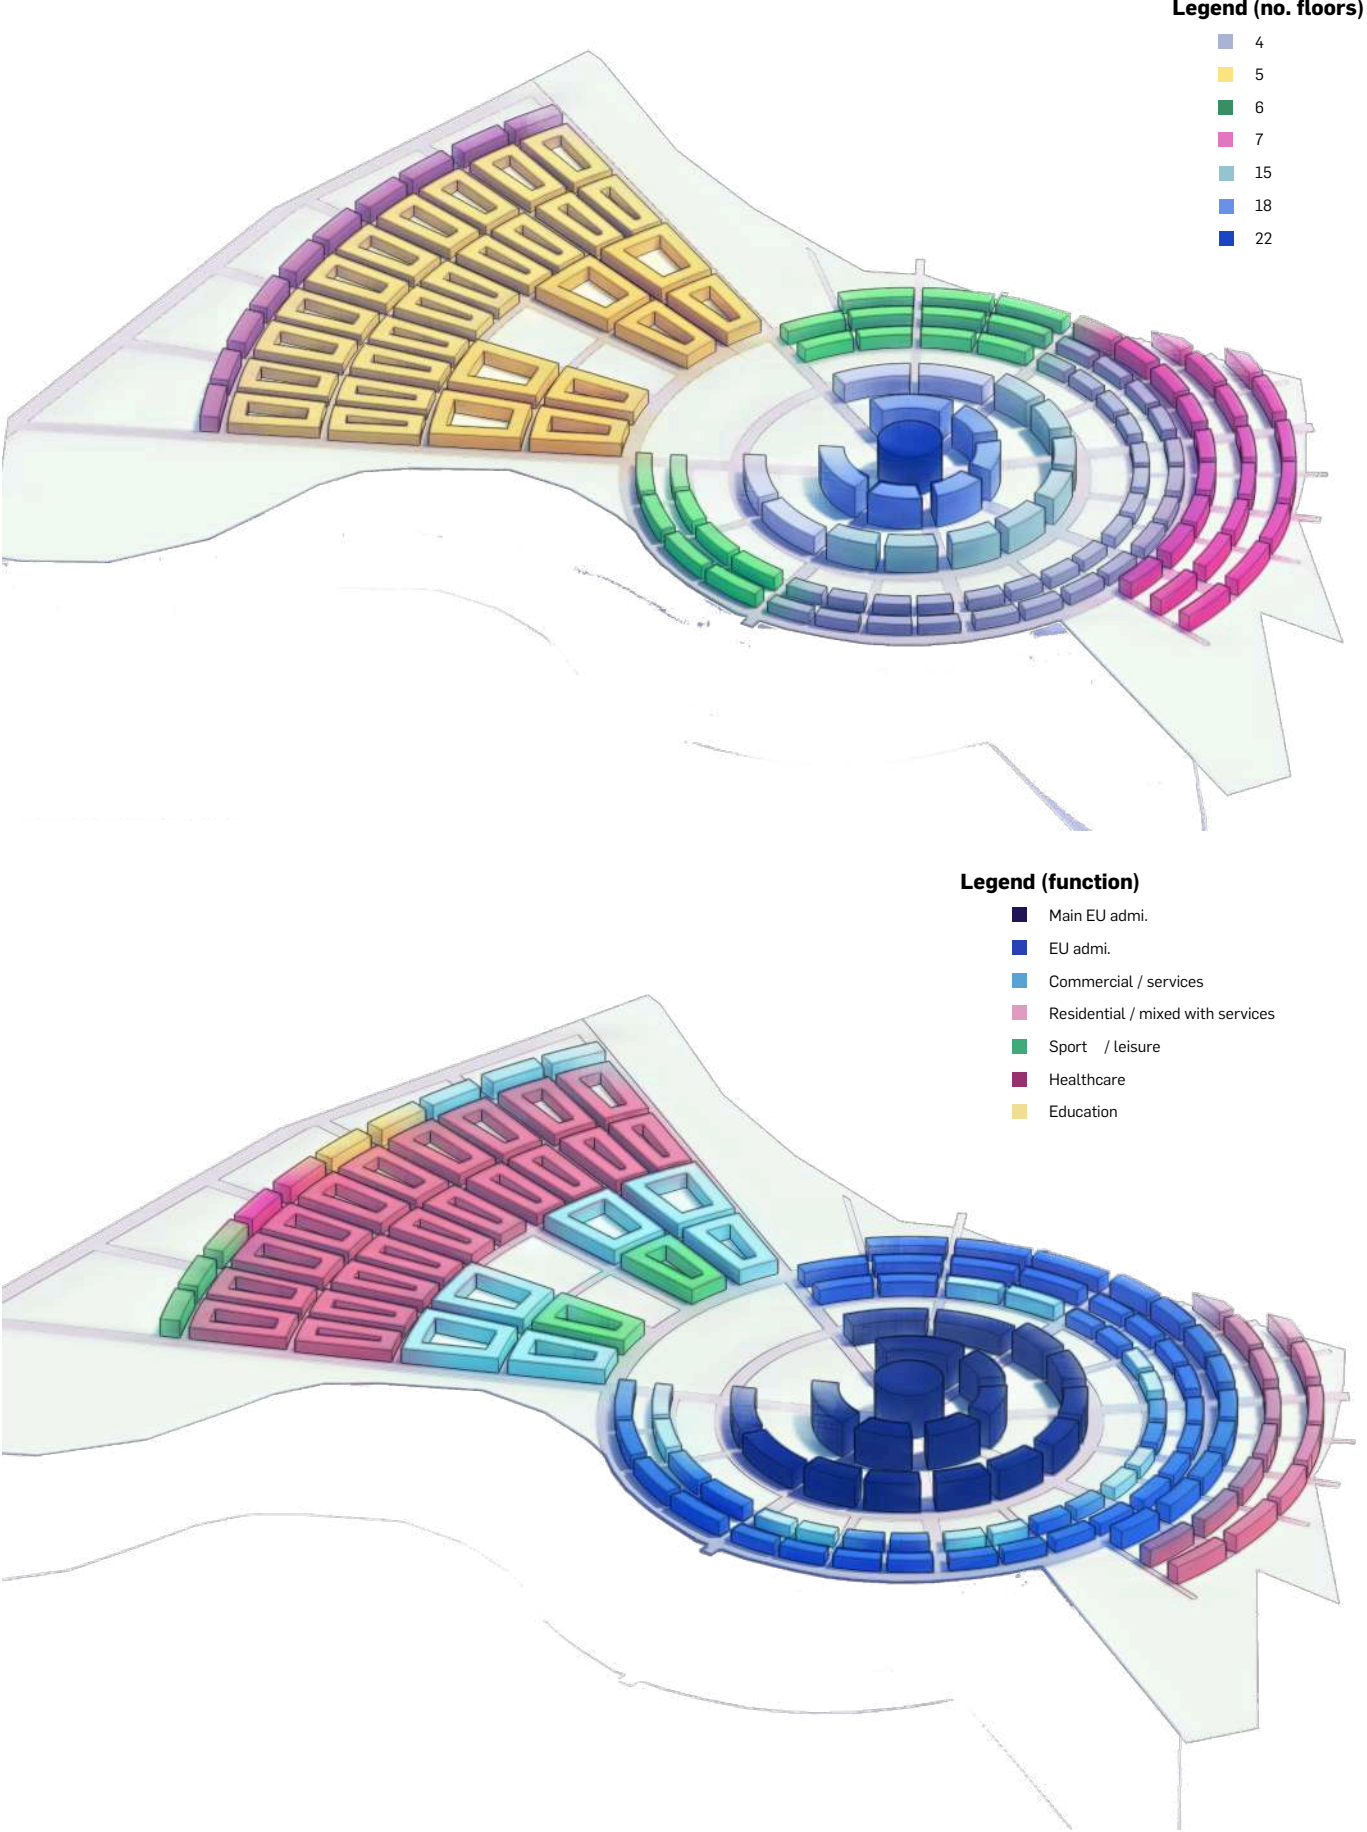 Legend (no. floors)
4
5
6
7
15
18
22
Legend (function)
Main EU admi.
EU admi.
Commercial / services
Residential / mixed with services
Sport / leisure
Healthcare
Education